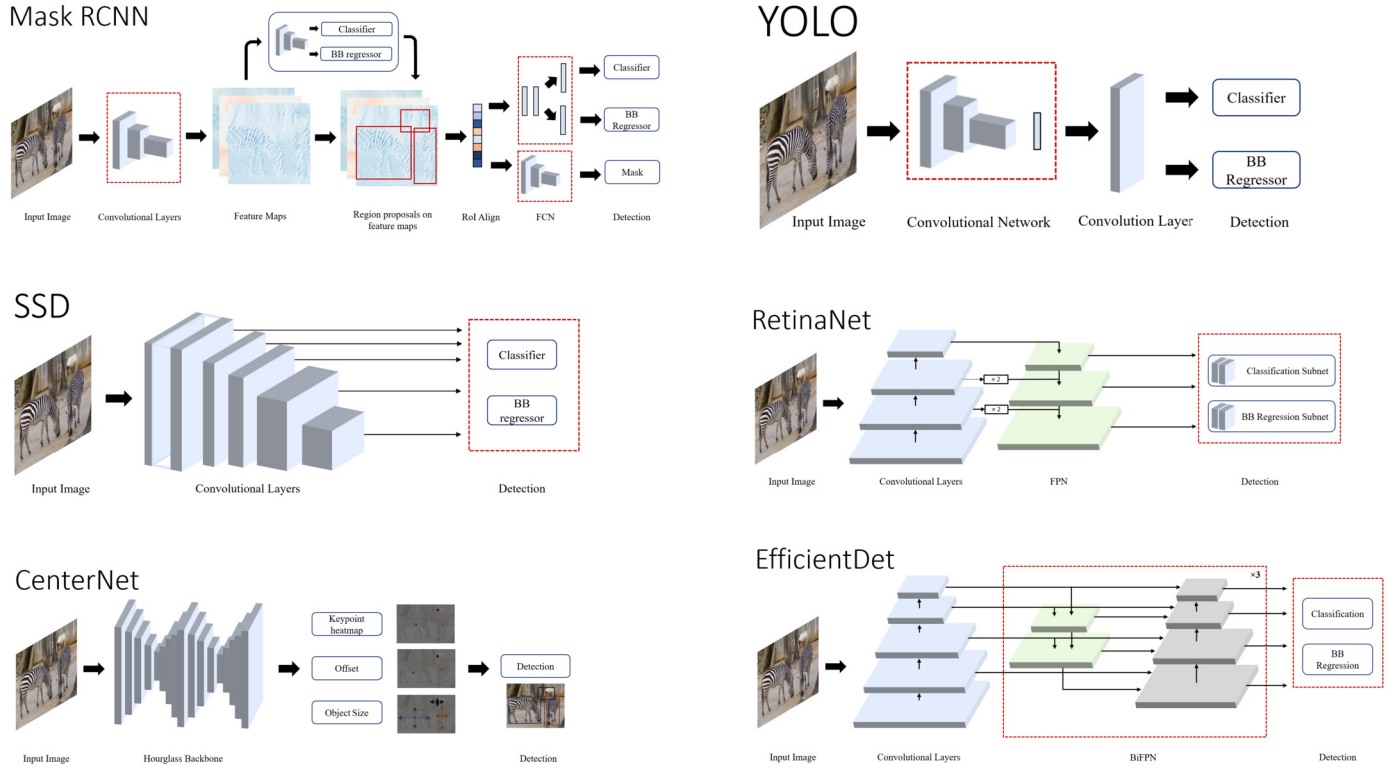 Mask RCNN
Classifier
BB regressor
Classifier
BB
Regressor
Mask
Input Image
Convolutional Layers
Feature Maps
Region proposals on
feature maps
RoI Align
FCN
Detection
YOLO
Classifier
BB
Regressor
Input Image
Convolutional Network
Convolution Layer
Detection
SSD
Classifier
BB
regressor
Input Image
Convolutional Layers
Detection
RetinaNet
× 2
× 2
Classification Subnet
BB Regression Subnet
Input Image
Convolutional Layers
FPN
Detection
CenterNet
Keypoint
heatmap
Offset
Object Size
Detection
Input Image
Hourglass Backbone
Detection
EfficientDet
×3
Classification
BB
Regression
Input Image
Convolutional Layers
BiFPN
Detection